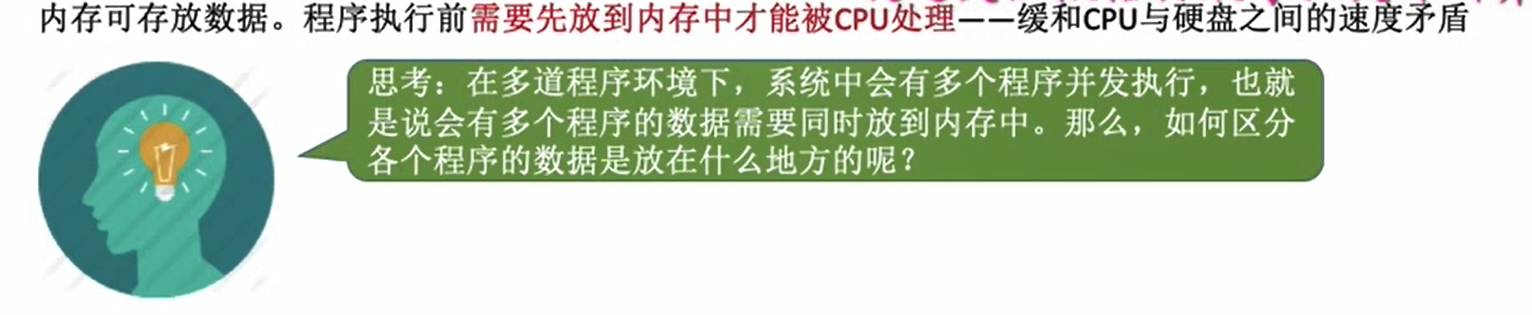 内存可存放数据。程序执行前需要先放到内存中才能被CPU处理——缓和CPU与硬盘之间的速度矛盾
思考：在多道程序环境下，系统中会有多个程序并发执行，也就
是说会有多个程序的数据需要同时放到内存中。那么，如何区分
各个程序的数据是放在什么地方的呢？